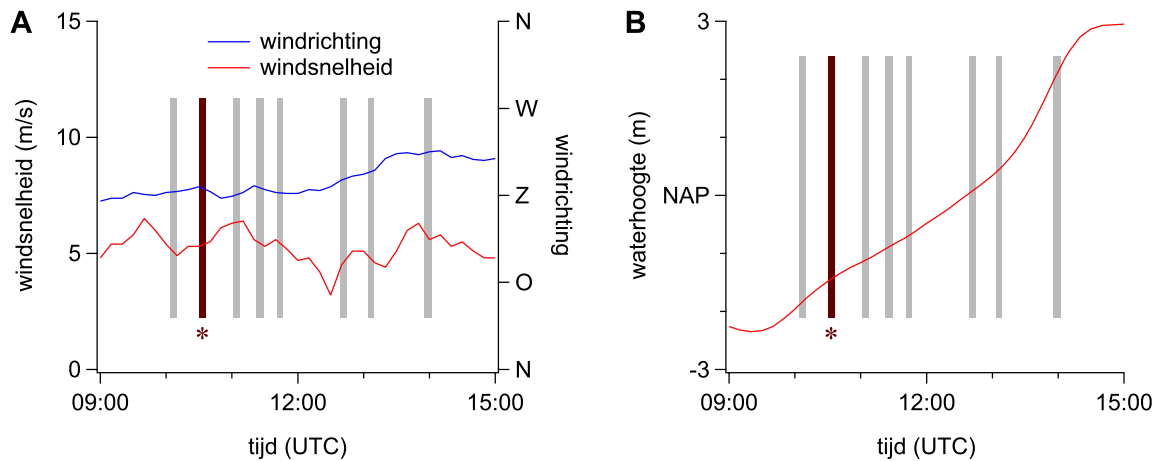 A
15
10
5
0
windsnelheid (m/s)
windrichting
windsnelheid
N
W
Z
O
N
windrichting
*
09:00
12:00
15:00
tijd (UTC)
B
3
NAP
-3
waterhoogte (m)
*
09:00
12:00
15:00
tijd (UTC)